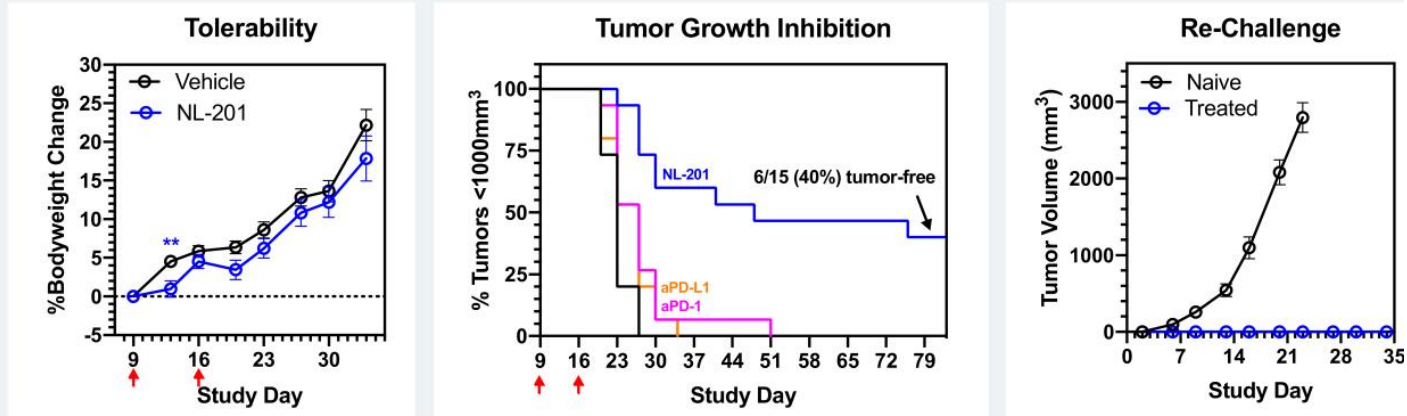 Tolerability
%Bodyweight Change
30
25
20
15
10
5
0
-5
Vehicle
NL-201
**
9 16 23 30
Study Day
Tumor Growth Inhibition
% Tumors <1000mm³
100
75
50
25
0
NL-201
6/15 (40%) tumor-free
aPD-L1
aPD-1
9 16 23 30 37 44 51 58 65 72 79
Study Day
Re-Challenge
Tumor Volume (mm³)
3000
2000
1000
0
Naive
Treated
0 7 14 21 28 35
Study Day